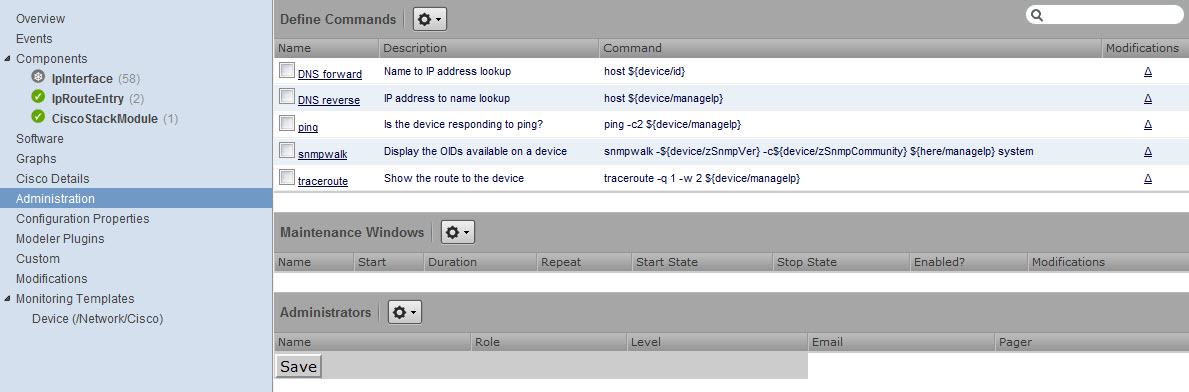 Overview
Events
Components
IpInterface (58)
IpRouteEntry (2)
CiscoStackModule (1)
Software
Graphs
Cisco Details
Administration
Configuration Properties
Modeler Plugins
Custom
Modifications
Monitoring Templates
Device (/Network/Cisco)
Define Commands
Name Description Command Modifications
DNS forward Name to IP address lookup host ${device/id} Δ
DNS reverse IP address to name lookup host ${device/manageIp} Δ
ping Is the device responding to ping? ping -c2 ${device/manageIp} Δ
snmpwalk Display the OIDs available on a device snmpwalk -${device/zSnmpVer} -c${device/zSnmpCommunity} ${here/manageIp} system Δ
traceroute Show the route to the device traceroute -q 1 -w 2 ${device/manageIp} Δ
Maintenance Windows
Name Start Duration Repeat Start State Stop State Enabled? Modifications
Administrators
Name Role Level Email Pager
Save